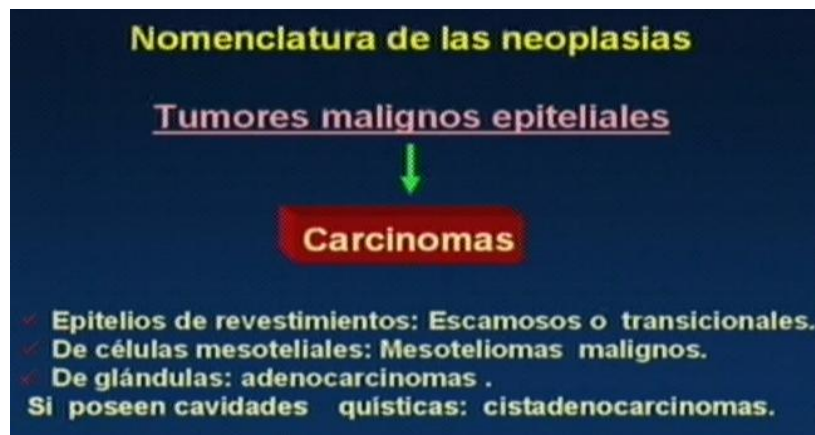 Nomenclatura de las neoplasias
Tumores malignos epiteliales
Carcinomas
Epitelios de revestimientos: Escamosos o transicionales.
De células mesoteliales: Mesoteliomas malignos.
De glándulas: adenocarcinomas .
Si poseen cavidades quísticas: cistadenocarcinomas.